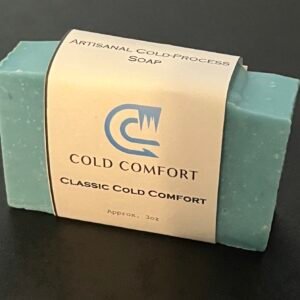 Artisanal Cold-Process
Soap
COLD COMFORT
Classic Cold Comfort
Approx. 3oz